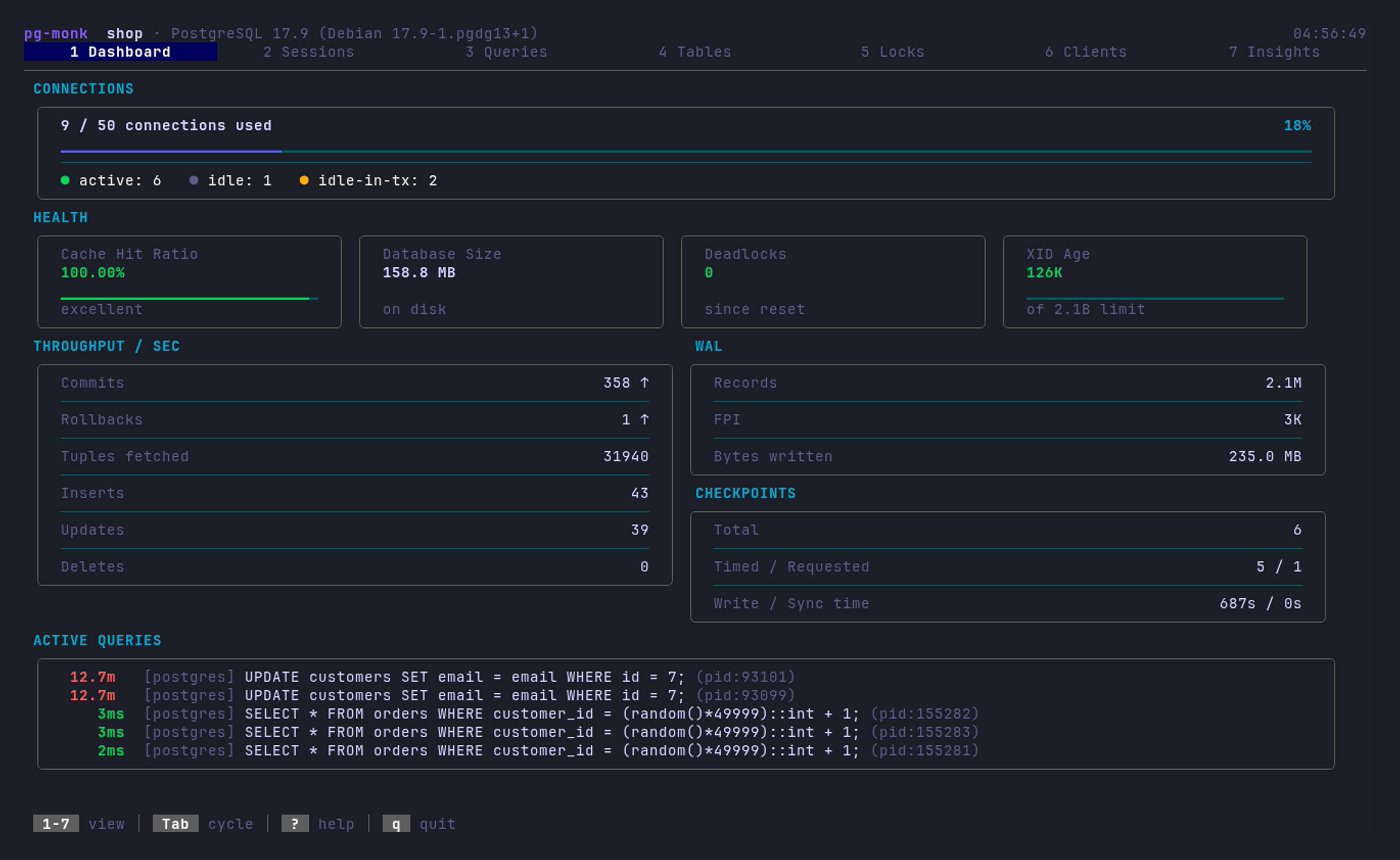 pg-monk  shop · PostgreSQL 17.9 (Debian 17.9-1.pgdg13+1)  04:56:49
1 Dashboard  2 Sessions  3 Queries  4 Tables  5 Locks  6 Clients  7 Insights
CONNECTIONS
9 / 50 connections used  18%
active: 6  idle: 1  idle-in-tx: 2
HEALTH
Cache Hit Ratio
100.00%
excellent
Database Size
158.8 MB
on disk
Deadlocks
0
since reset
XID Age
126K
of 2.1B limit
THROUGHPUT / SEC
Commits  358 ↑
Rollbacks  1 ↑
Tuples fetched  31940
Inserts  43
Updates  39
Deletes  0
WAL
Records  2.1M
FPI  3K
Bytes written  235.0 MB
CHECKPOINTS
Total  6
Timed / Requested  5 / 1
Write / Sync time  687s / 0s
ACTIVE QUERIES
12.7m  [postgres] UPDATE customers SET email = email WHERE id = 7; (pid:93101)
12.7m  [postgres] UPDATE customers SET email = email WHERE id = 7; (pid:93099)
3ms  [postgres] SELECT * FROM orders WHERE customer_id = (random()*49999)::int + 1; (pid:155282)
3ms  [postgres] SELECT * FROM orders WHERE customer_id = (random()*49999)::int + 1; (pid:155283)
2ms  [postgres] SELECT * FROM orders WHERE customer_id = (random()*49999)::int + 1; (pid:155281)
1-7 view │ Tab cycle │ ? help │ q quit